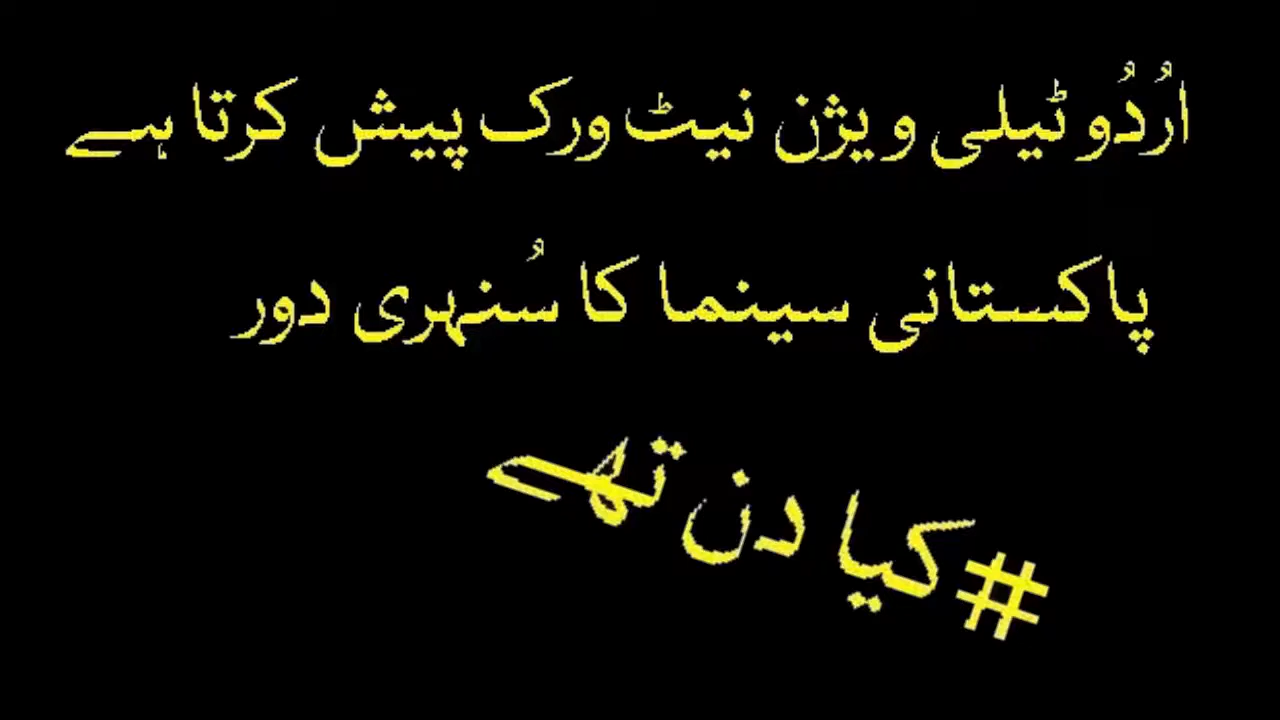 اُردُو ٹیلی ویژن نیٹ ورک پیش کرتا ہے
پاکستانی سینما کا سُنہری دور
#کیا دن تھے